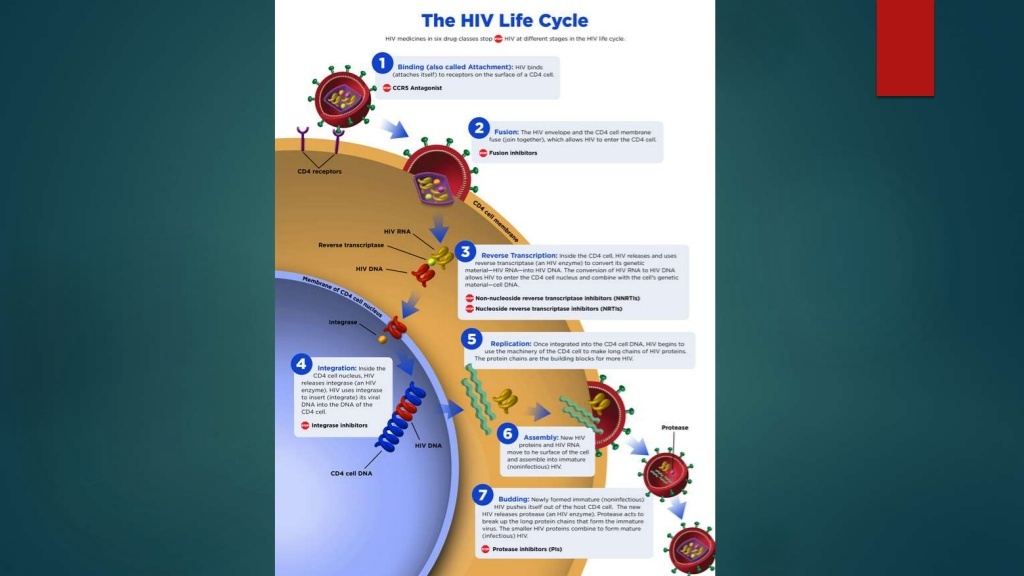 The HIV Life Cycle
HIV medicines in six drug classes stop STOP HIV at different stages in the HIV life cycle.
1
Binding (also called Attachment): HIV binds
(attaches itself) to receptors on the surface of a CD4 cell.
CCR5 Antagonist
2
Fusion: The HIV envelope and the CD4 cell membrane
fuse (join together), which allows HIV to enter the CD4 cell.
Fusion inhibitors
CD4 receptors
CD4 cell membrane
HIV RNA
Reverse transcriptase
HIV DNA
3
Reverse Transcription: Inside the CD4 cell, HIV releases and uses
reverse transcriptase (an HIV enzyme) to convert its genetic
material—HIV RNA—into HIV DNA. The conversion of HIV RNA to HIV DNA
allows HIV to enter the CD4 cell nucleus and combine with the cell's genetic
material—cell DNA.
Non-nucleoside reverse transcriptase inhibitors (NNRTIs)
Nucleoside reverse transcriptase inhibitors (NRTIs)
Membrane of CD4 cell nucleus
Integrase
4
Integration: Inside the
CD4 cell nucleus, HIV
releases integrase (an HIV
enzyme). HIV uses integrase
to insert (integrate) its viral
DNA into the DNA of the
CD4 cell.
Integrase inhibitors
HIV DNA
CD4 cell DNA
5
Replication: Once integrated into the CD4 cell DNA, HIV begins to
use the machinery of the CD4 cell to make long chains of HIV proteins.
The protein chains are the building blocks for more HIV.
6
Assembly: New HIV
proteins and HIV RNA
move to he surface of the cell
and assemble into immature
(noninfectious) HIV.
Protease
7
Budding: Newly formed immature (noninfectious)
HIV pushes itself out of the host CD4 cell. The new
HIV releases protease (an HIV enzyme). Protease acts to
break up the long protein chains that form the immature
virus. The smaller HIV proteins combine to form mature
(infectious) HIV.
Protease inhibitors (PIs)